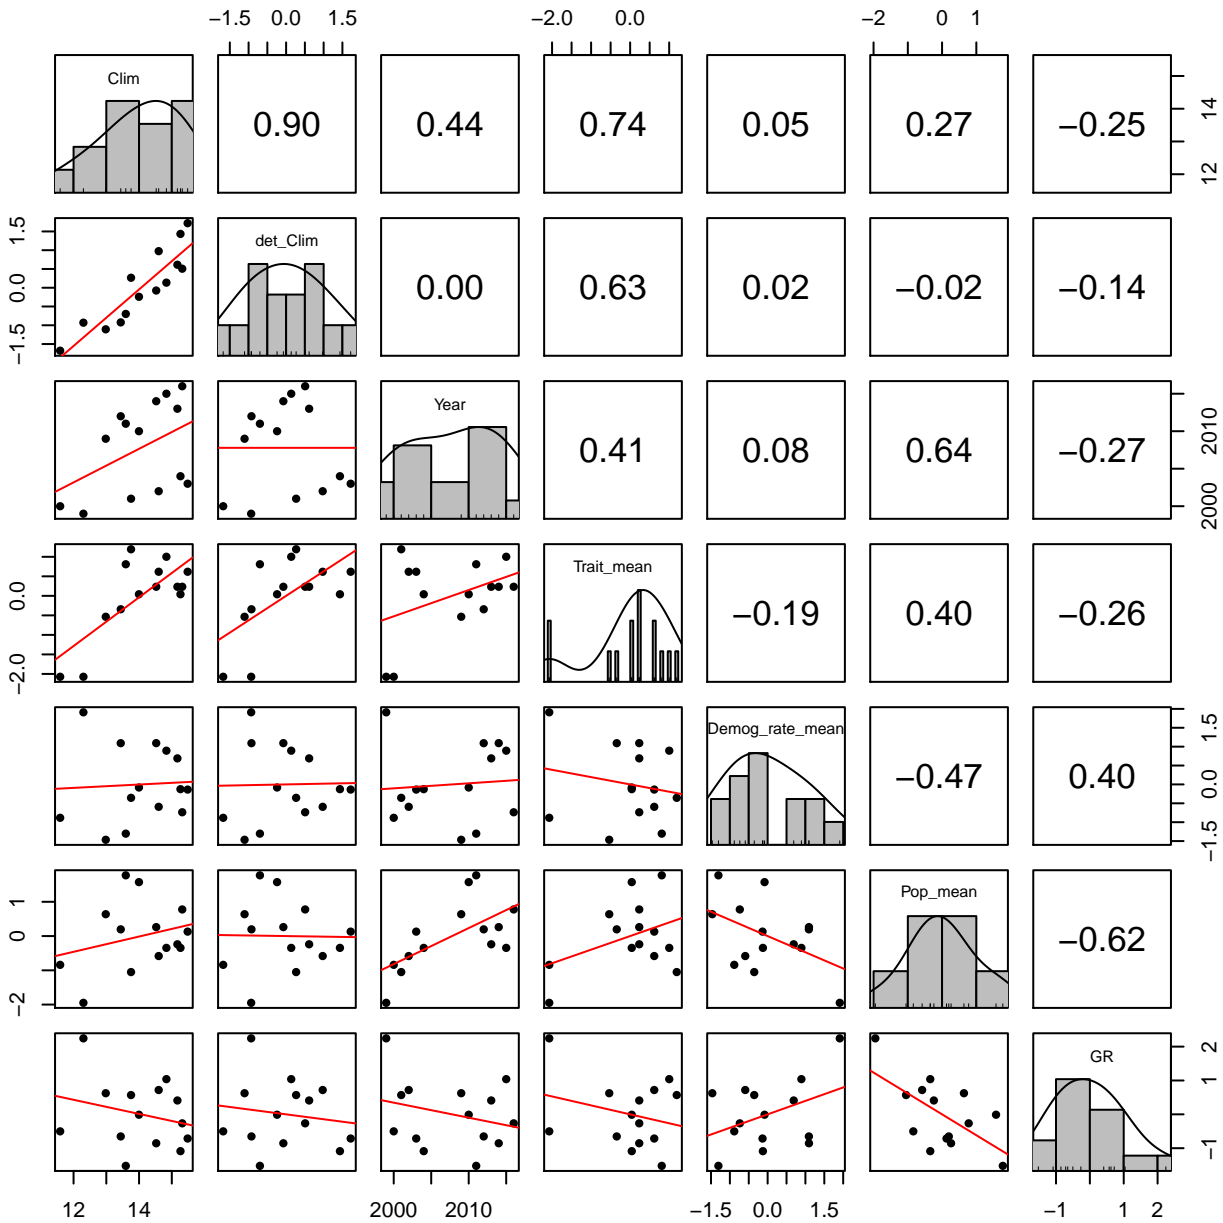 −1.5 0.0 1.5 −2.0 0.0 −2 0 1
Clim 0.90 0.44 0.74 0.05 0.27 −0.25 12 14
−1.5 0.0 1.5 det_Clim 0.00 0.63 0.02 −0.02 −0.14
Year 0.41 0.08 0.64 −0.27 2000 2010
−2.0 0.0 Trait_mean −0.19 0.40 −0.26
Demog_rate_mean −0.47 0.40 −1.5 0.0 1.5
−2 0 1 Pop_mean −0.62
GR −1 1 2
12 14 2000 2010 −1.5 0.0 1.5 −1 1 2